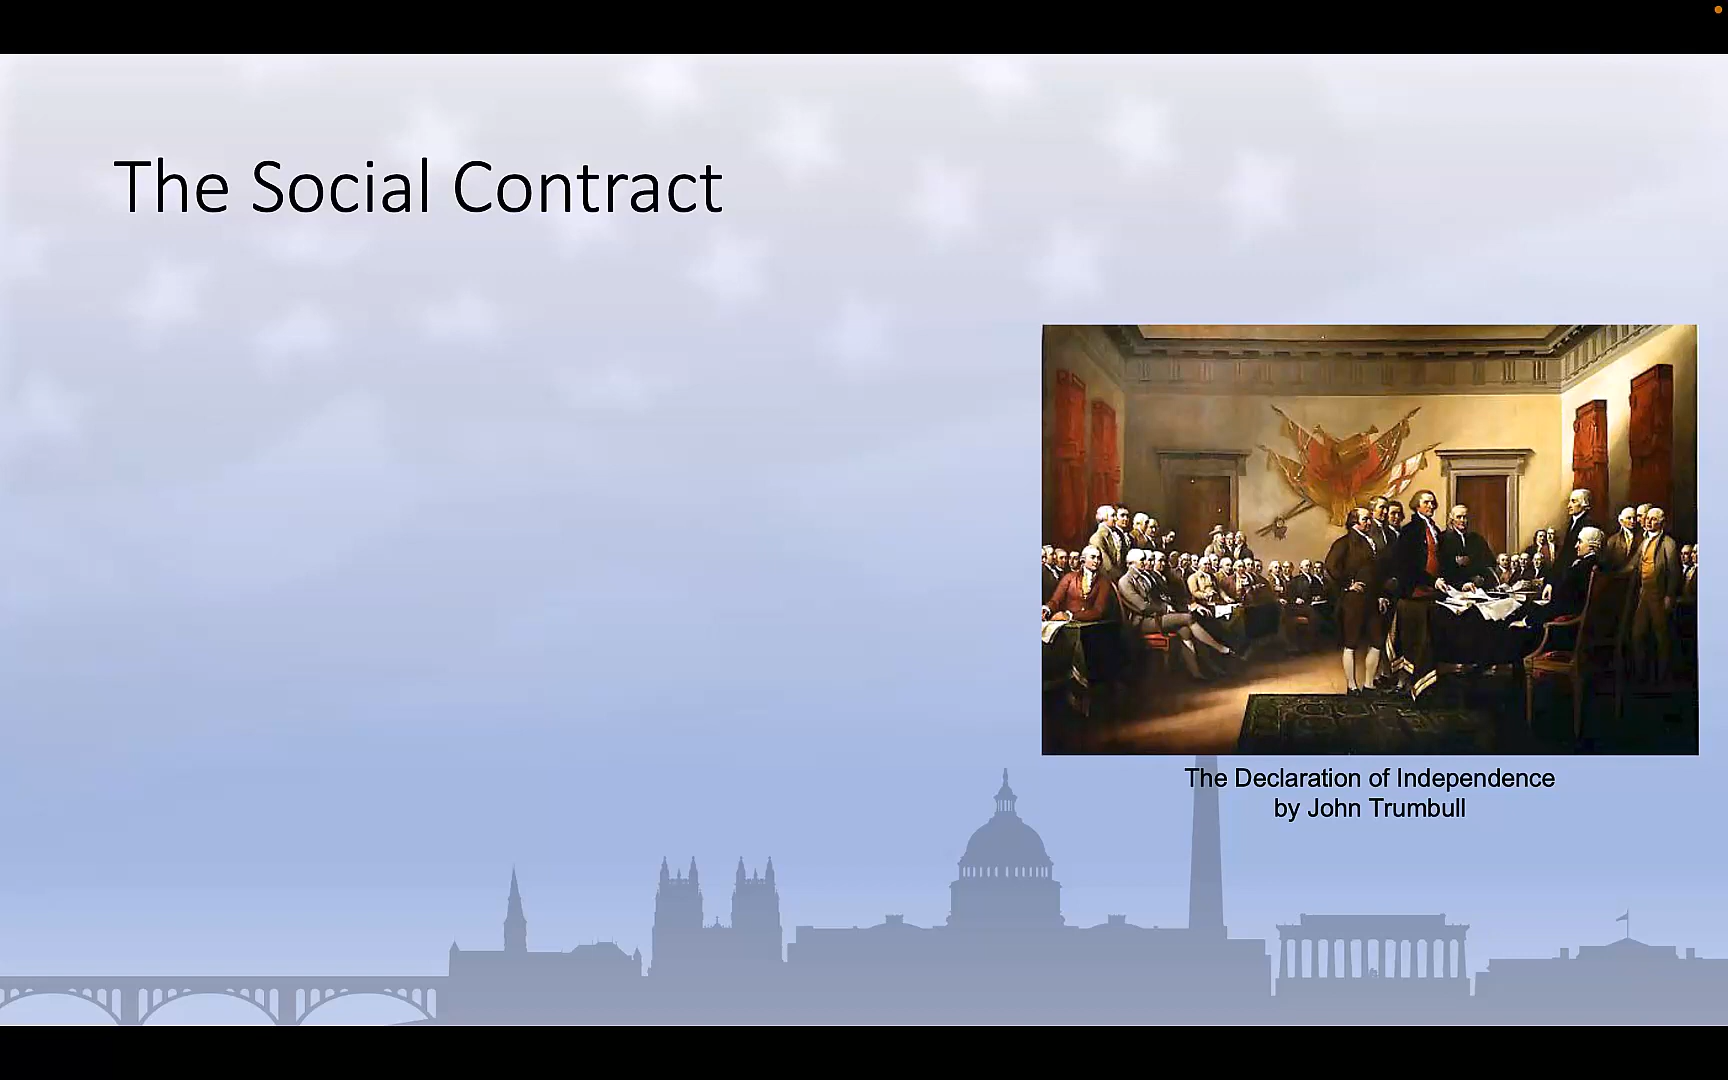 The Social Contract
The Declaration of Independence
by John Trumbull